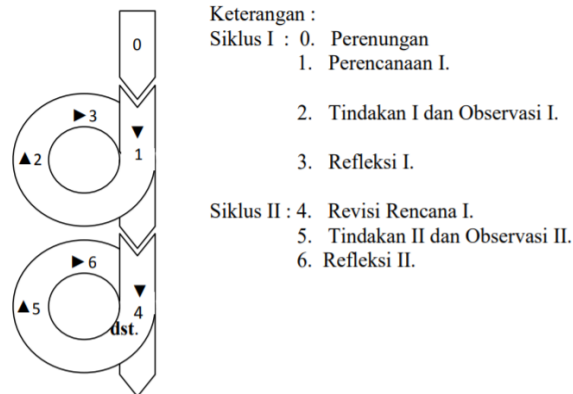 Keterangan :
Siklus I : 0. Perenungan
1. Perencanaan I.
2. Tindakan I dan Observasi I.
3. Refleksi I.
Siklus II : 4. Revisi Rencana I.
5. Tindakan II dan Observasi II.
6. Refleksi II.
0
▶3
▼
1
▲2
▶6
▼
4
▲5
dst.